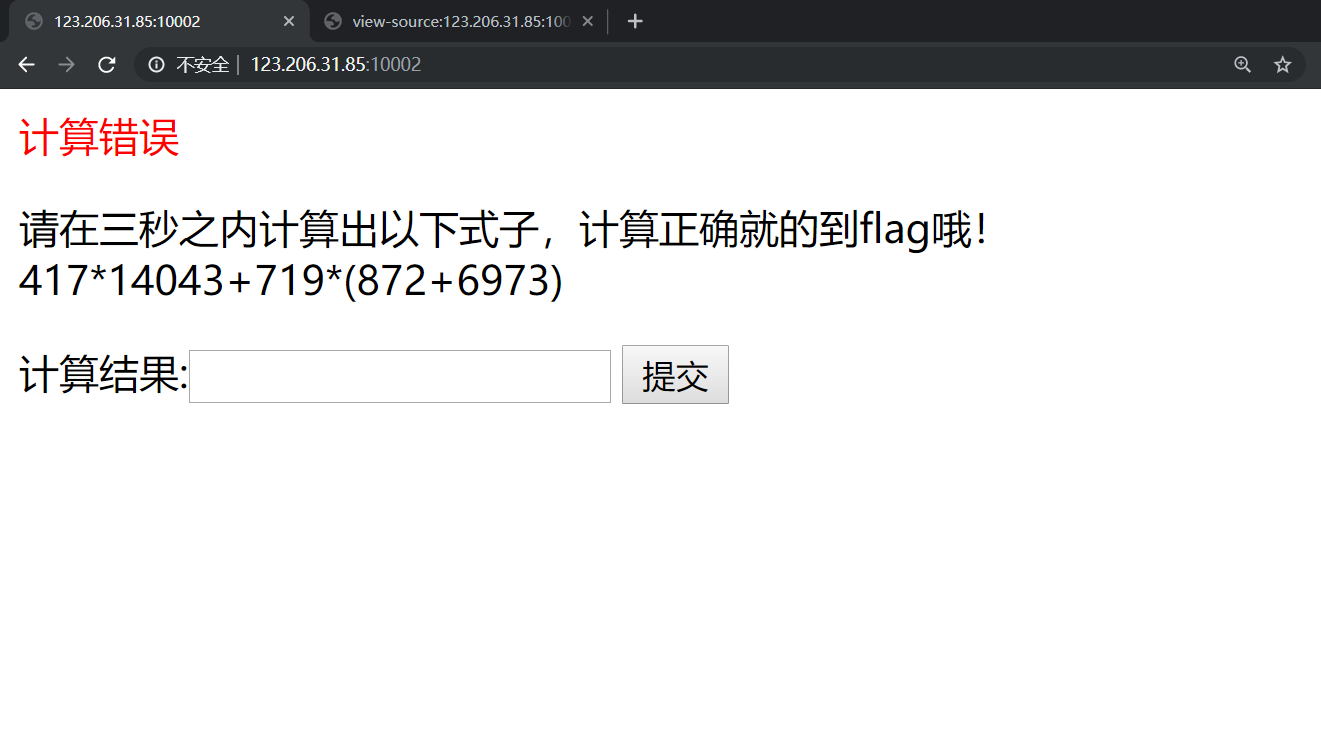 123.206.31.85:10002
view-source:123.206.31.85:100
不安全 | 123.206.31.85:10002
计算错误
请在三秒之内计算出以下式子，计算正确就的到flag哦！
417*14043+719*(872+6973)
计算结果:
提交